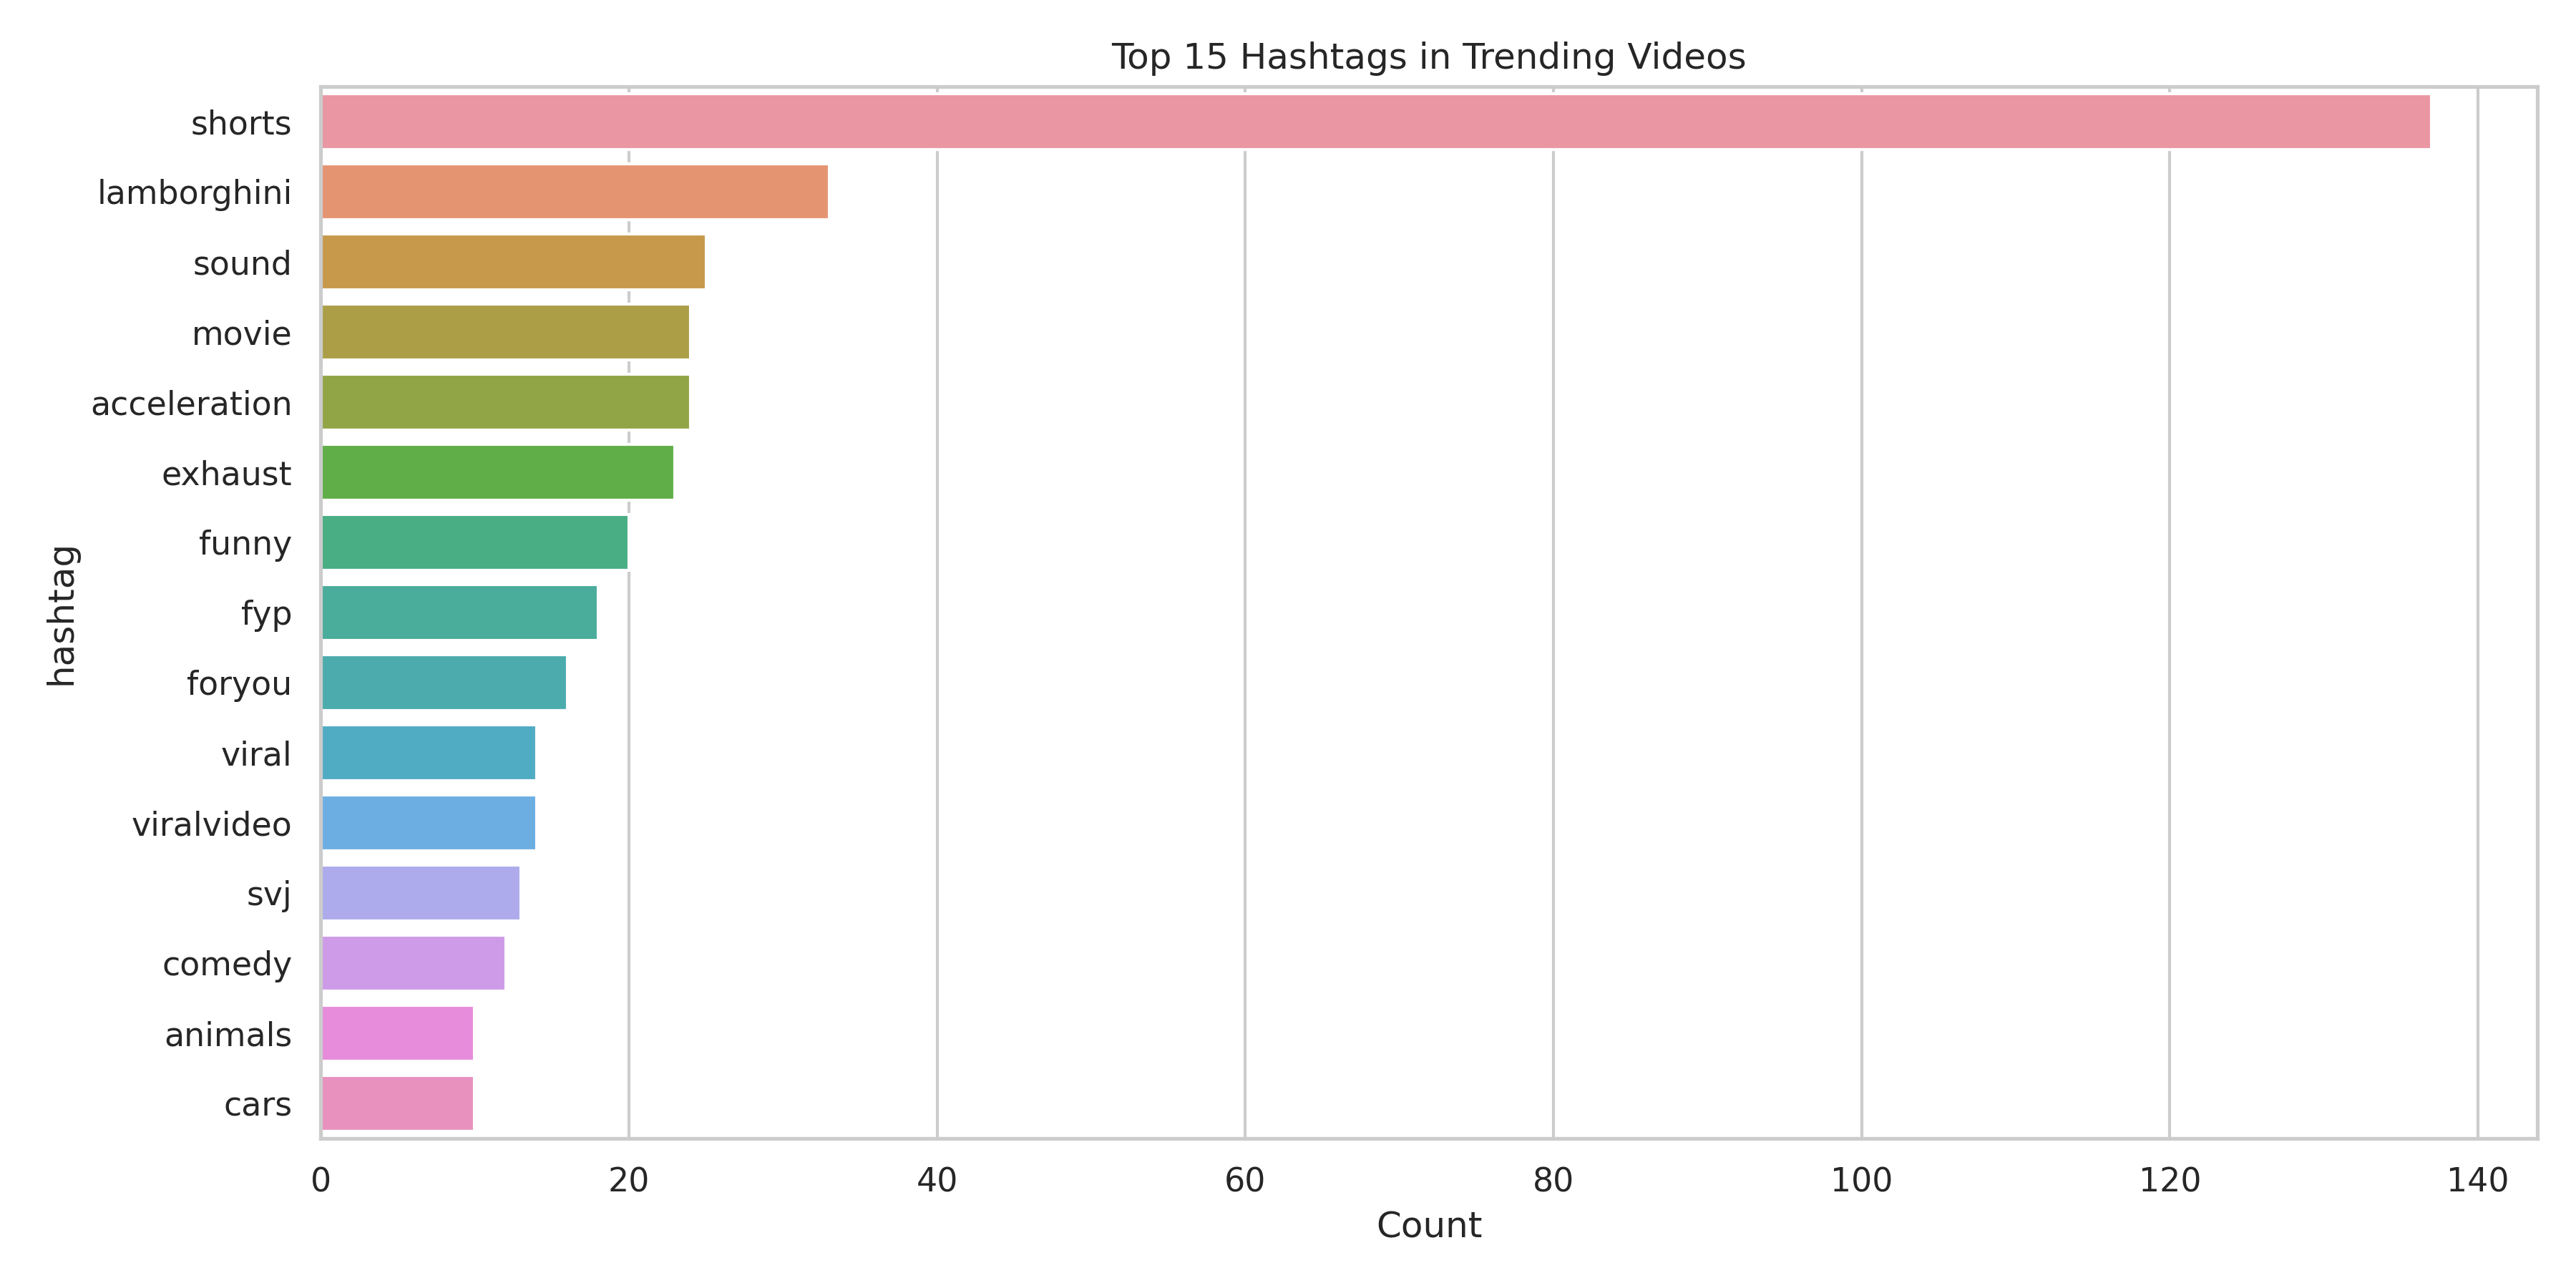 Top 15 Hashtags in Trending Videos
shorts
lamborghini
sound
movie
acceleration
exhaust
funny
fyp
foryou
viral
viralvideo
svj
comedy
animals
cars
hashtag
0 20 40 60 80 100 120 140
Count